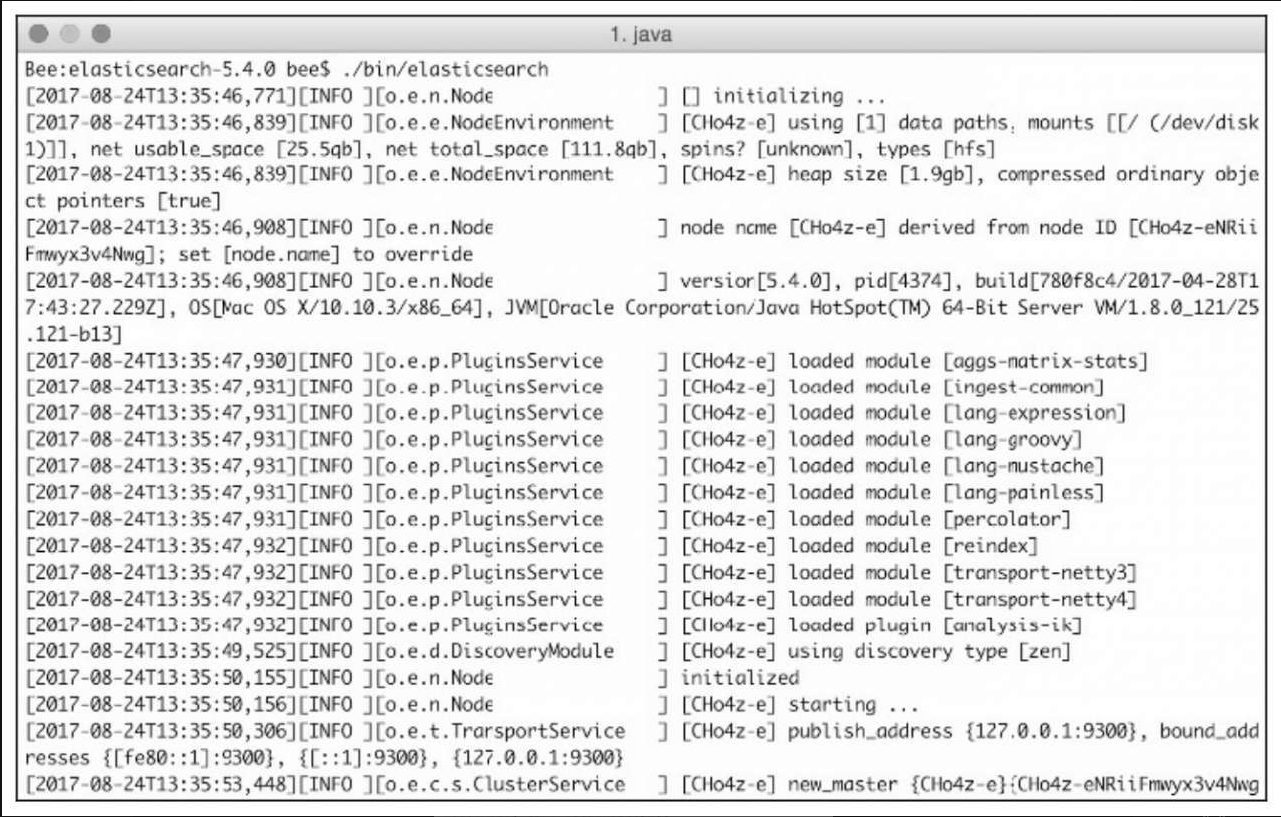 1. java
Bee:elasticsearch-5.4.0 bee$ ./bin/elasticsearch
[2017-08-24T13:35:46,771][INFO ][o.e.n.Node               ] [] initializing ...
[2017-08-24T13:35:46,839][INFO ][o.e.e.NodeEnvironment    ] [CHo4z-e] using [1] data paths, mounts [[/ (/dev/disk
1)]], net usable_space [25.5gb], net total_space [111.8gb], spins? [unknown], types [hfs]
[2017-08-24T13:35:46,839][INFO ][o.e.e.NodeEnvironment    ] [CHo4z-e] heap size [1.9gb], compressed ordinary obje
ct pointers [true]
[2017-08-24T13:35:46,908][INFO ][o.e.n.Node               ] node name [CHo4z-e] derived from node ID [CHo4z-eNRii
Fmwyx3v4Nwg]; set [node.name] to override
[2017-08-24T13:35:46,908][INFO ][o.e.n.Node               ] version[5.4.0], pid[4374], build[780f8c4/2017-04-28T1
7:43:27.229Z], OS[Mac OS X/10.10.3/x86_64], JVM[Oracle Corporation/Java HotSpot(TM) 64-Bit Server VM/1.8.0_121/25
.121-b13]
[2017-08-24T13:35:47,930][INFO ][o.e.p.PluginsService     ] [CHo4z-e] loaded module [aggs-matrix-stats]
[2017-08-24T13:35:47,931][INFO ][o.e.p.PluginsService     ] [CHo4z-e] loaded module [ingest-common]
[2017-08-24T13:35:47,931][INFO ][o.e.p.PluginsService     ] [CHo4z-e] loaded module [lang-expression]
[2017-08-24T13:35:47,931][INFO ][o.e.p.PluginsService     ] [CHo4z-e] loaded module [lang-groovy]
[2017-08-24T13:35:47,931][INFO ][o.e.p.PluginsService     ] [CHo4z-e] loaded module [lang-mustache]
[2017-08-24T13:35:47,931][INFO ][o.e.p.PluginsService     ] [CHo4z-e] loaded module [lang-painless]
[2017-08-24T13:35:47,931][INFO ][o.e.p.PluginsService     ] [CHo4z-e] loaded module [percolator]
[2017-08-24T13:35:47,932][INFO ][o.e.p.PluginsService     ] [CHo4z-e] loaded module [reindex]
[2017-08-24T13:35:47,932][INFO ][o.e.p.PluginsService     ] [CHo4z-e] loaded module [transport-netty3]
[2017-08-24T13:35:47,932][INFO ][o.e.p.PluginsService     ] [CHo4z-e] loaded module [transport-netty4]
[2017-08-24T13:35:47,932][INFO ][o.e.p.PluginsService     ] [CHo4z-e] loaded plugin [analysis-ik]
[2017-08-24T13:35:49,525][INFO ][o.e.d.DiscoveryModule    ] [CHo4z-e] using discovery type [zen]
[2017-08-24T13:35:50,155][INFO ][o.e.n.Node               ] initialized
[2017-08-24T13:35:50,156][INFO ][o.e.n.Node               ] [CHo4z-e] starting ...
[2017-08-24T13:35:50,306][INFO ][o.e.t.TransportService   ] [CHo4z-e] publish_address {127.0.0.1:9300}, bound_add
resses {[fe80::1]:9300}, {[::1]:9300}, {127.0.0.1:9300}
[2017-08-24T13:35:53,448][INFO ][o.e.c.s.ClusterService   ] [CHo4z-e] new_master {CHo4z-e}{CHo4z-eNRiiFmwyx3v4Nwg